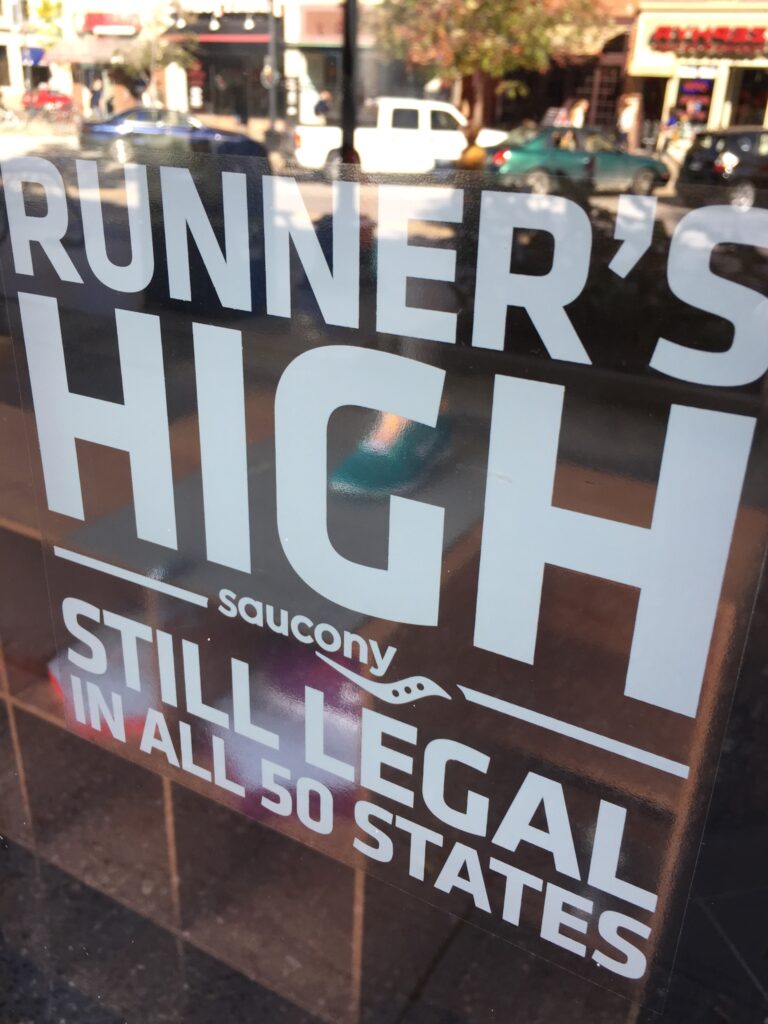 RUNNER'S
HIGH
saucony
STILL LEGAL
IN ALL 50 STATES